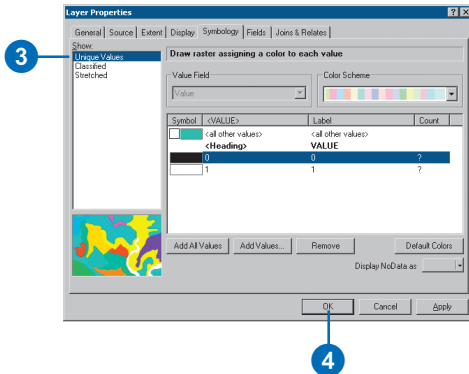 Layer Properties
General Source Extent Display Symbology Fields Joins & Relates
Show:
Unique Values
Classified
Stretched
Draw raster assigning a color to each value
Value Field
Value
Color Scheme
Symbol <VALUE> Label Count
<all other values> <all other values>
<Heading> VALUE
0 0 ?
1 1 ?
Add All Values Add Values... Remove Default Colors
Display NoData as
OK Cancel Apply
3
4